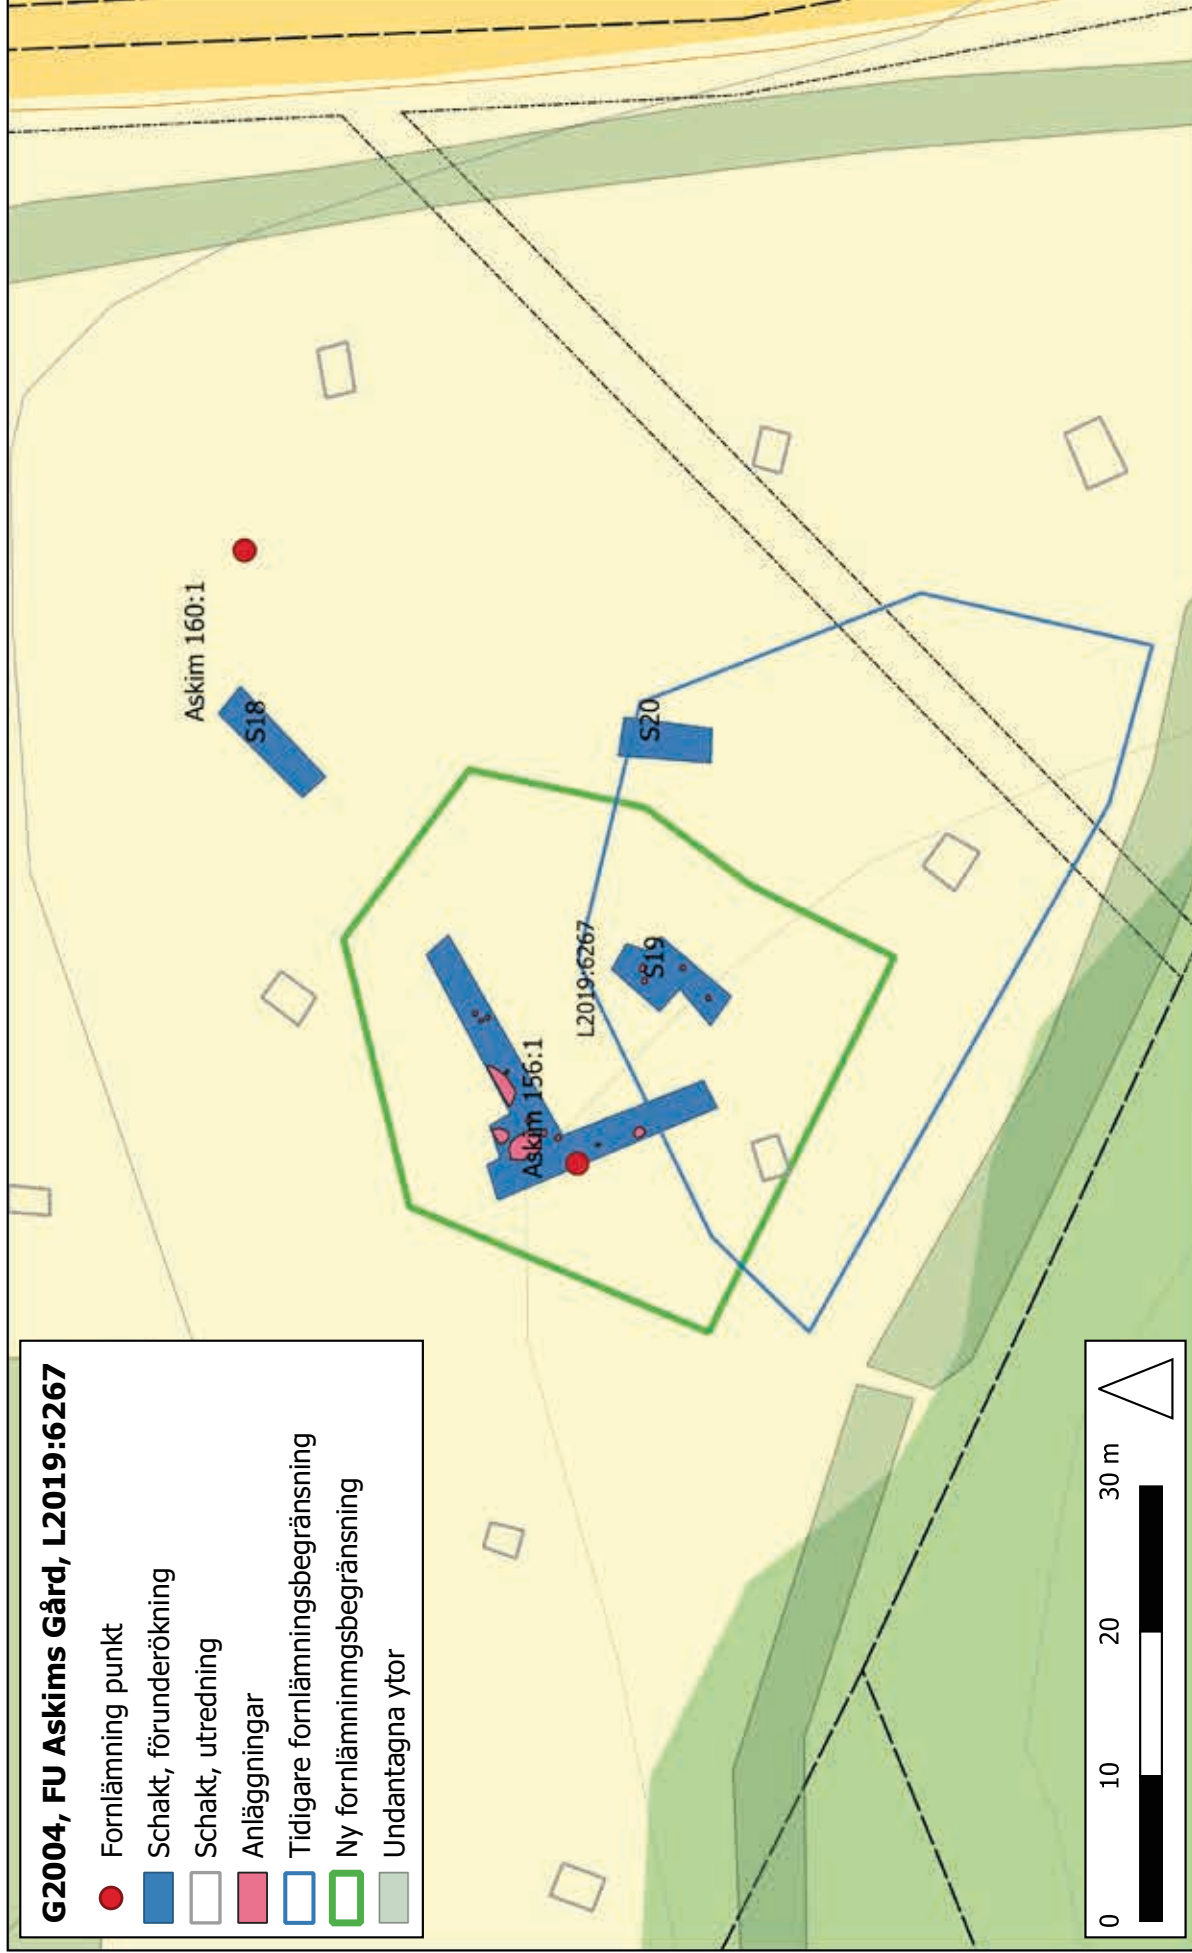 G2004, FU Askims Gård, L2019:6267
Fornlämning punkt
Schakt, förunderökning
Schakt, utredning
Anläggningar
Tidigare fornlämningsbegränsning
Ny fornlämninmgsbegränsning
Undantagna ytor
Askim 160:1
S18
S20
L2019:6267
S19
Askim 156:1
0 10 20 30 m